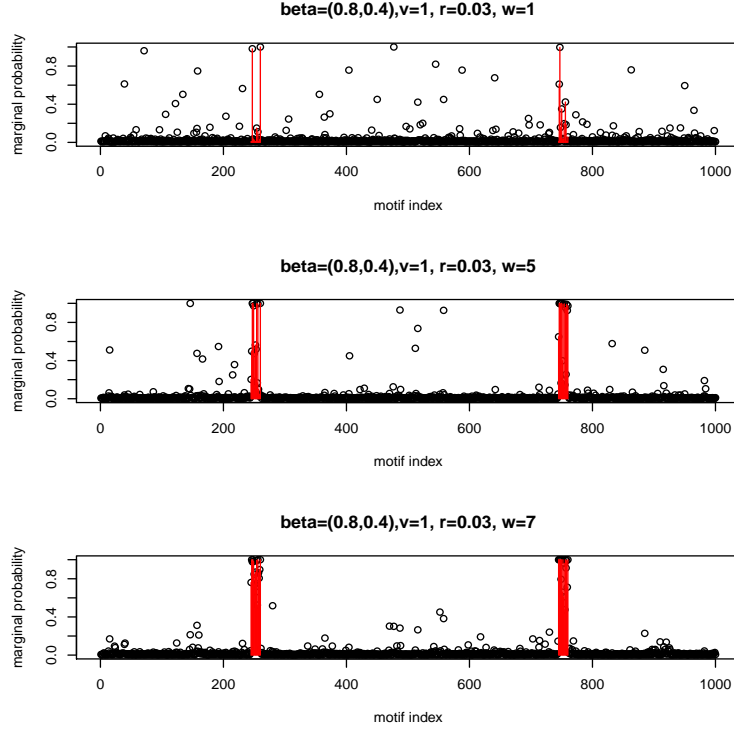 beta=(0.8,0.4),v=1, r=0.03, w=1
marginal probability
0.0 0.4 0.8
0 200 400 600 800 1000
motif index
beta=(0.8,0.4),v=1, r=0.03, w=5
marginal probability
0.0 0.4 0.8
0 200 400 600 800 1000
motif index
beta=(0.8,0.4),v=1, r=0.03, w=7
marginal probability
0.0 0.4 0.8
0 200 400 600 800 1000
motif index